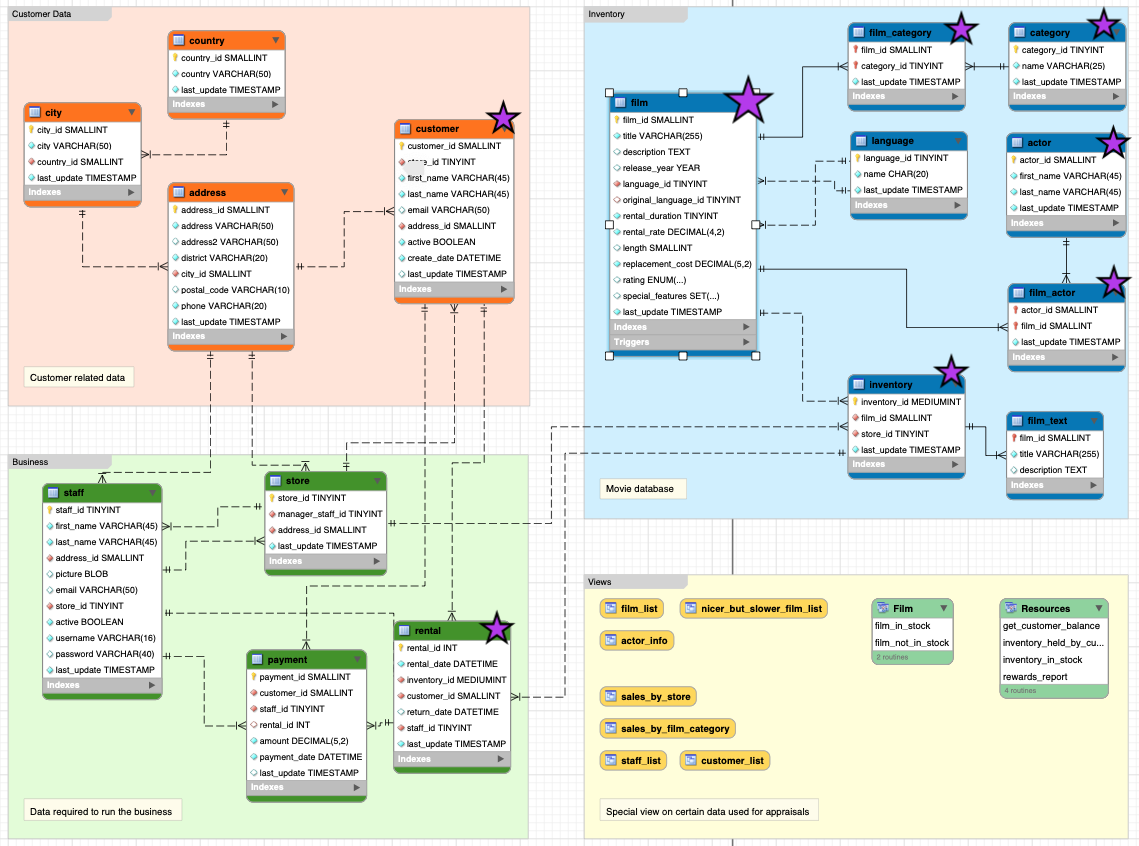 Customer Data
country
country_id SMALLINT
country VARCHAR(50)
last_update TIMESTAMP
Indexes
city
city_id SMALLINT
city VARCHAR(50)
country_id SMALLINT
last_update TIMESTAMP
Indexes
address
address_id SMALLINT
address VARCHAR(50)
address2 VARCHAR(50)
district VARCHAR(20)
city_id SMALLINT
postal_code VARCHAR(10)
phone VARCHAR(20)
last_update TIMESTAMP
Indexes
customer
customer_id SMALLINT
store_id TINYINT
first_name VARCHAR(45)
last_name VARCHAR(45)
email VARCHAR(50)
address_id SMALLINT
active BOOLEAN
create_date DATETIME
last_update TIMESTAMP
Indexes
Customer related data
Inventory
film
film_id SMALLINT
title VARCHAR(255)
description TEXT
release_year YEAR
language_id TINYINT
original_language_id TINYINT
rental_duration TINYINT
rental_rate DECIMAL(4,2)
length SMALLINT
replacement_cost DECIMAL(5,2)
rating ENUM(...)
special_features SET(...)
last_update TIMESTAMP
Indexes
Triggers
film_category
film_id SMALLINT
category_id TINYINT
last_update TIMESTAMP
Indexes
category
category_id TINYINT
name VARCHAR(25)
last_update TIMESTAMP
Indexes
language
language_id TINYINT
name CHAR(20)
last_update TIMESTAMP
Indexes
actor
actor_id SMALLINT
first_name VARCHAR(45)
last_name VARCHAR(45)
last_update TIMESTAMP
Indexes
film_actor
actor_id SMALLINT
film_id SMALLINT
last_update TIMESTAMP
Indexes
inventory
inventory_id MEDIUMINT
film_id SMALLINT
store_id TINYINT
last_update TIMESTAMP
Indexes
film_text
film_id SMALLINT
title VARCHAR(255)
description TEXT
Indexes
Movie database
Business
staff
staff_id TINYINT
first_name VARCHAR(45)
last_name VARCHAR(45)
address_id SMALLINT
picture BLOB
email VARCHAR(50)
store_id TINYINT
active BOOLEAN
username VARCHAR(16)
password VARCHAR(40)
last_update TIMESTAMP
Indexes
store
store_id TINYINT
manager_staff_id TINYINT
address_id SMALLINT
last_update TIMESTAMP
Indexes
payment
payment_id SMALLINT
customer_id SMALLINT
staff_id TINYINT
rental_id INT
amount DECIMAL(5,2)
payment_date DATETIME
last_update TIMESTAMP
Indexes
rental
rental_id INT
rental_date DATETIME
inventory_id MEDIUMINT
customer_id SMALLINT
return_date DATETIME
staff_id TINYINT
last_update TIMESTAMP
Indexes
Data required to run the business
Views
film_list
nicer_but_slower_film_list
actor_info
sales_by_store
sales_by_film_category
staff_list
customer_list
Film
film_in_stock
film_not_in_stock
2 routines
Resources
get_customer_balance
inventory_held_by_cu...
inventory_in_stock
rewards_report
4 routines
Special view on certain data used for appraisals